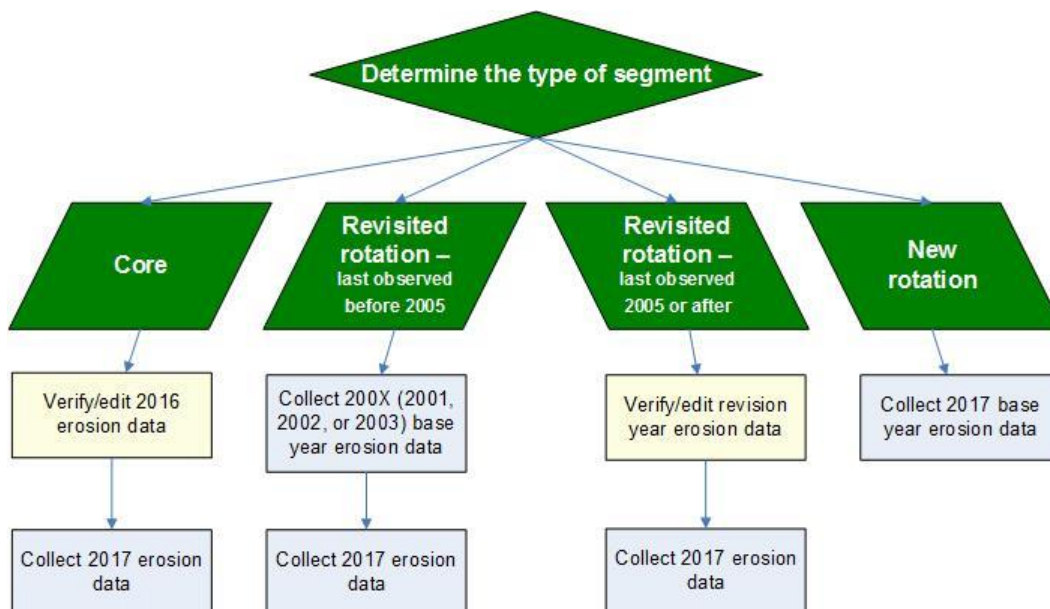 Determine the type of segment
Core
Revisited
rotation –
last observed
before 2005
Revisited
rotation –
last observed
2005 or after
New
rotation
Verify/edit 2016
erosion data
Collect 200X (2001,
2002, or 2003) base
year erosion data
Verify/edit revision
year erosion data
Collect 2017 base
year erosion data
Collect 2017 erosion
data
Collect 2017 erosion
data
Collect 2017 erosion
data